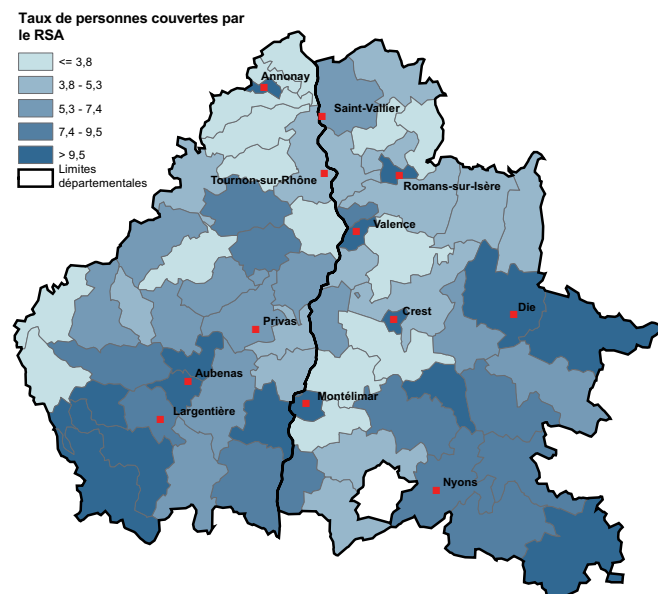 Taux de personnes couvertes par
le RSA
<= 3,8
3,8 - 5,3
5,3 - 7,4
7,4 - 9,5
> 9,5
Limites
départementales
Annonay
Saint-Vallier
Tournon-sur-Rhône
Romans-sur-Isère
Valence
Die
Crest
Privas
Aubenas
Montélimar
Largentière
Nyons